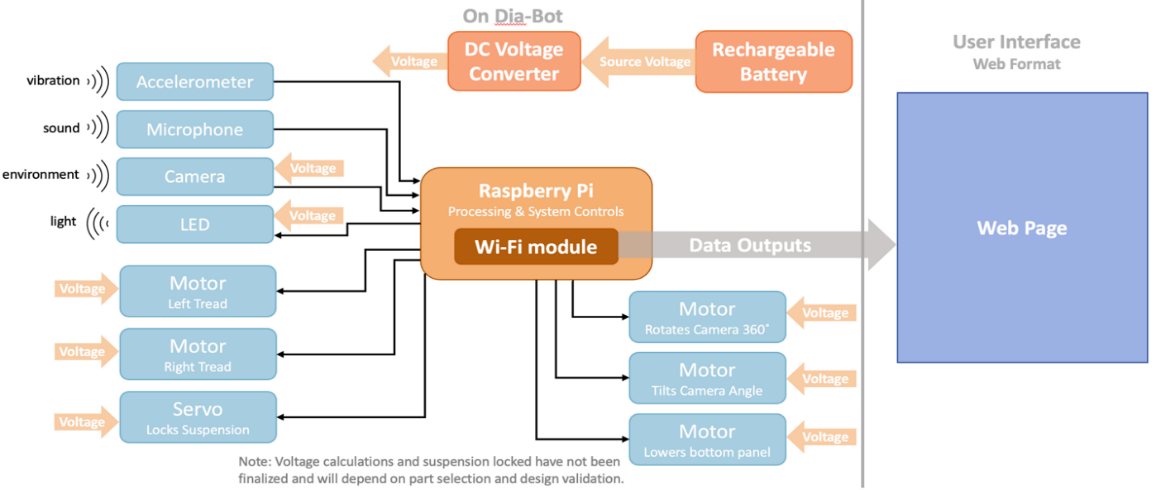 On Dia-Bot
DC Voltage
Converter
Voltage
Source Voltage
Rechargeable
Battery
User Interface
Web Format
vibration
Accelerometer
sound
Microphone
environment
Camera
Voltage
light
LED
Voltage
Raspberry Pi
Processing & System Controls
Wi-Fi module
Data Outputs
Web Page
Voltage
Motor
Left Tread
Voltage
Motor
Right Tread
Voltage
Servo
Locks Suspension
Motor
Rotates Camera 360°
Voltage
Motor
Tilts Camera Angle
Voltage
Motor
Lowers bottom panel
Voltage
Note: Voltage calculations and suspension locked have not been
finalized and will depend on part selection and design validation.